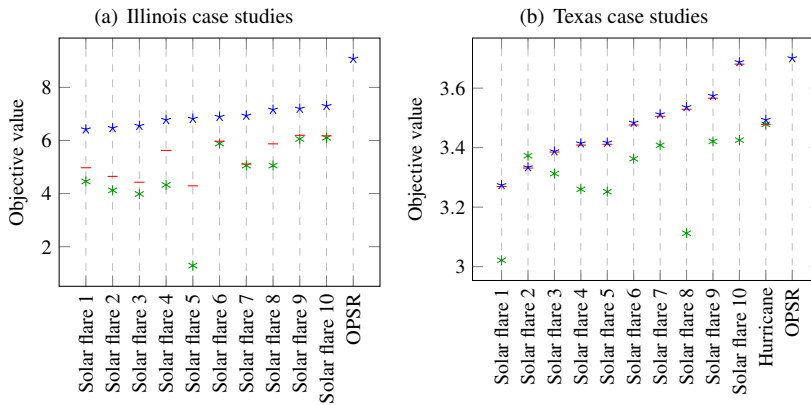 (a) Illinois case studies
Objective value
8
6
4
2
Solar flare 1
Solar flare 2
Solar flare 3
Solar flare 4
Solar flare 5
Solar flare 6
Solar flare 7
Solar flare 8
Solar flare 9
Solar flare 10
OPSR
(b) Texas case studies
Objective value
3.6
3.4
3.2
3
Solar flare 1
Solar flare 2
Solar flare 3
Solar flare 4
Solar flare 5
Solar flare 6
Solar flare 7
Solar flare 8
Solar flare 9
Solar flare 10
Hurricane
OPSR